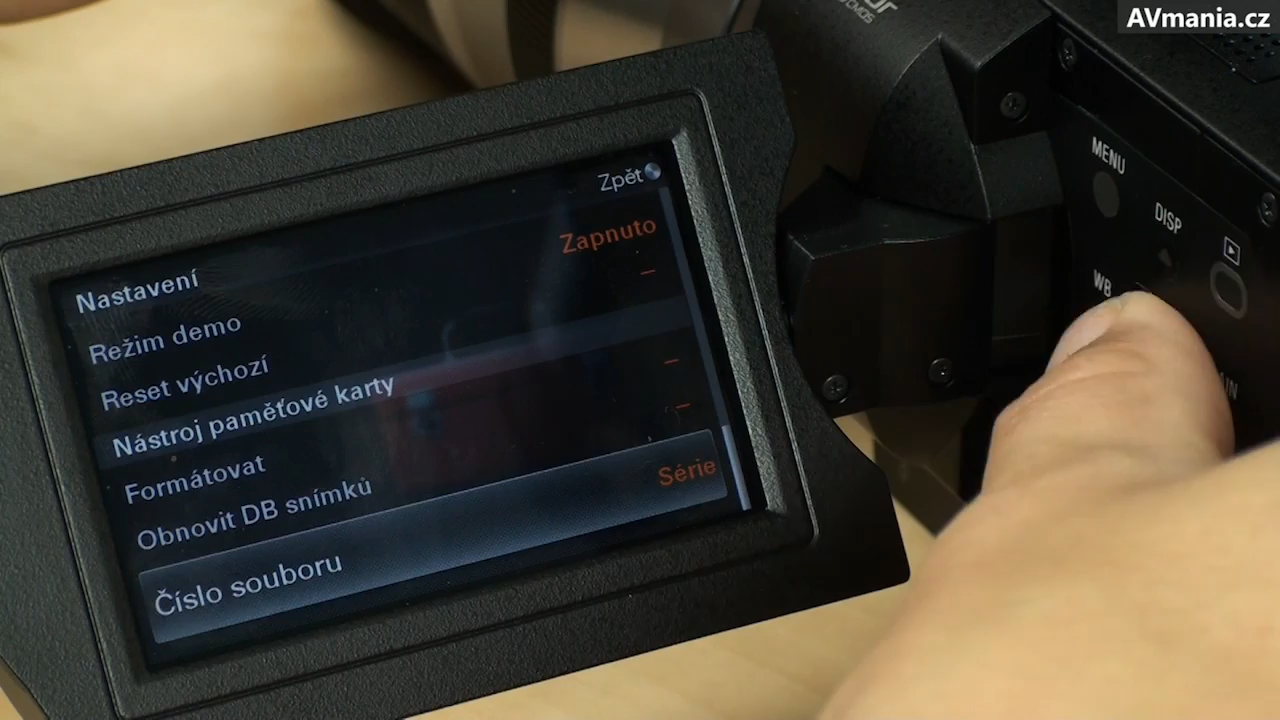 AVmania.cz
CMOS
MENU
DISP
WB
Zpět
Nastavení
Režim demo Zapnuto
Reset výchozí –
Nástroj paměťové karty
Formátovat –
Obnovit DB snímků –
Číslo souboru Série